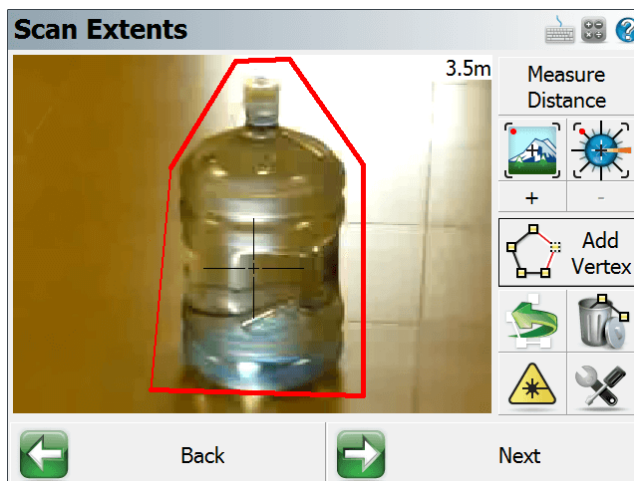 Scan Extents
3.5m
Measure
Distance
+
-
Add
Vertex
Back
Next